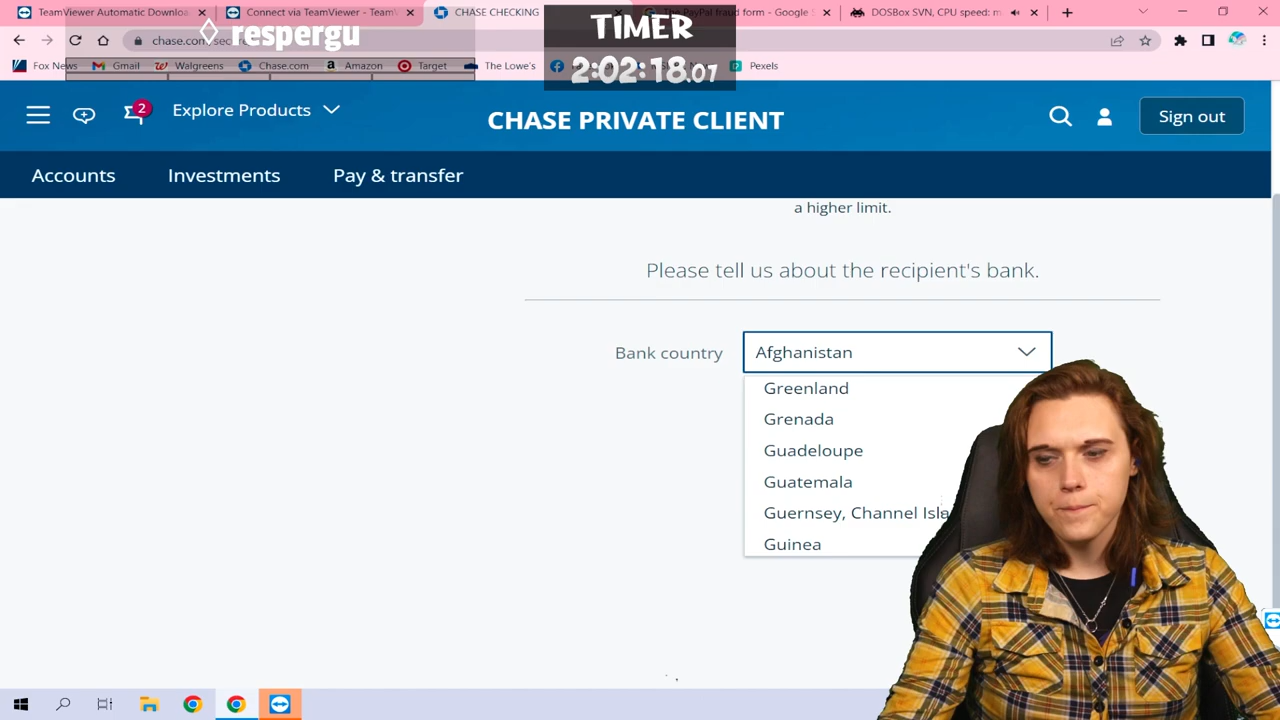 TeamViewer Automatic Downloa
Connect via TeamViewer - TeamV
CHASE CHECKING
The PayPal fraud form - Google
DOSBox SVN, CPU speed: m
TIMER
2:02:18.07
chase.com
respergu
Fox News
Gmail
Walgreens
Chase.com
Amazon
Target
The Lowe's
Pexels
2
Explore Products
CHASE PRIVATE CLIENT
Sign out
Accounts
Investments
Pay & transfer
a higher limit.
Please tell us about the recipient's bank.
Bank country
Afghanistan
Greenland
Grenada
Guadeloupe
Guatemala
Guernsey, Channel Isla
Guinea